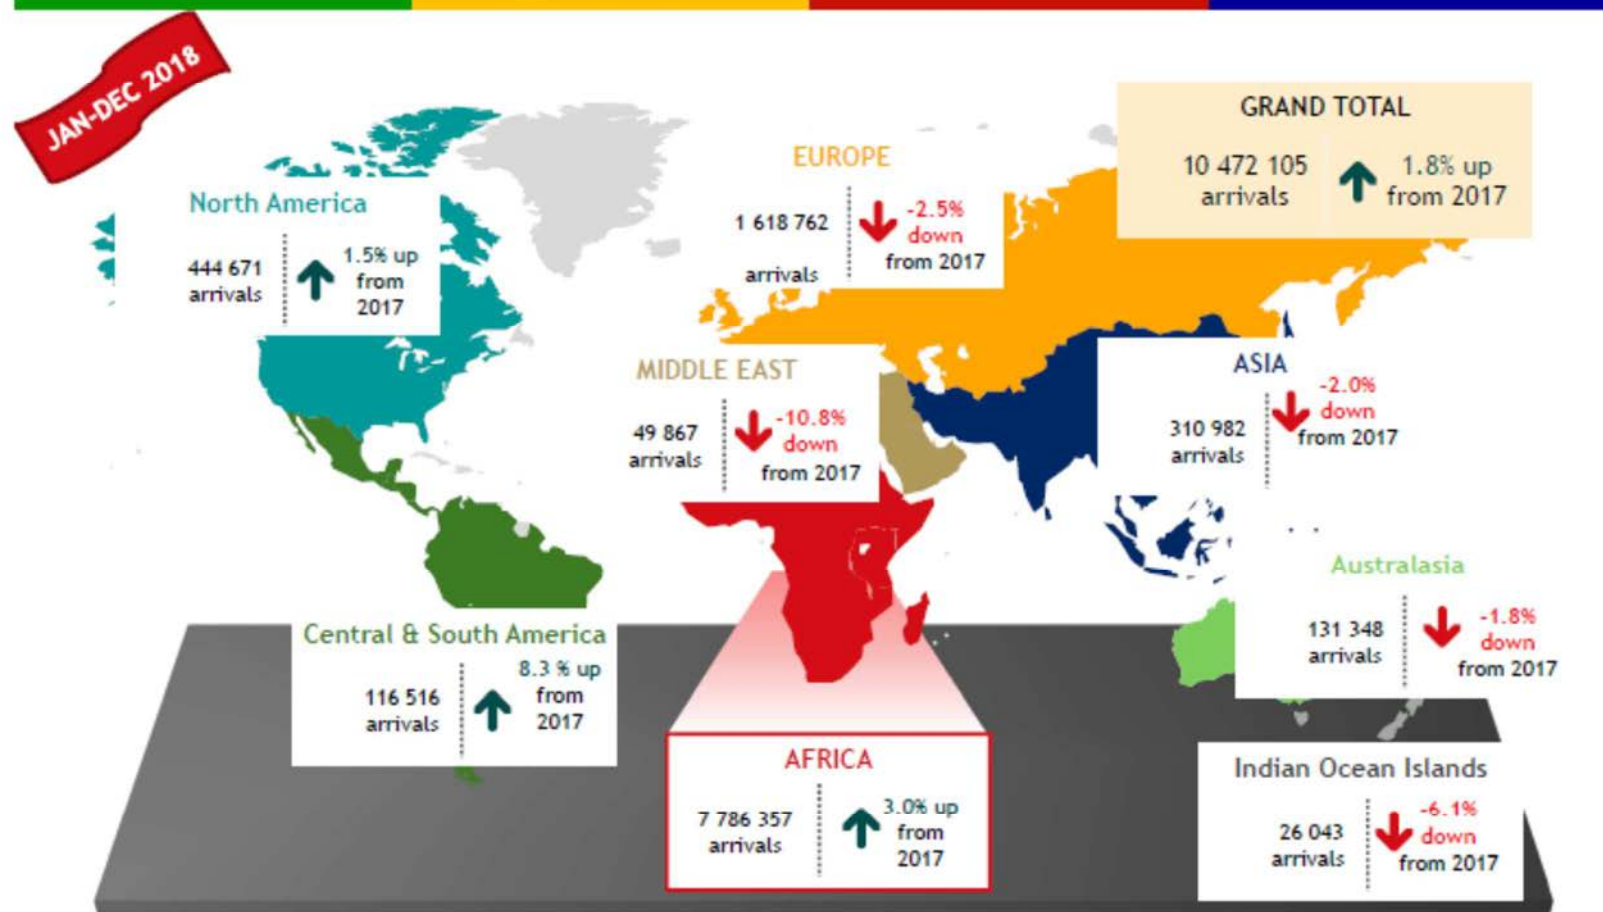 JAN-DEC 2018
GRAND TOTAL
10 472 105
arrivals
1.8% up
from 2017
EUROPE
1 618 762
arrivals
-2.5%
down
from 2017
North America
444 671
arrivals
1.5% up
from
2017
MIDDLE EAST
49 867
arrivals
-10.8%
down
from 2017
ASIA
310 982
arrivals
-2.0%
down
from 2017
Australasia
131 348
arrivals
-1.8%
down
from 2017
Central & South America
116 516
arrivals
8.3 % up
from
2017
AFRICA
7 786 357
arrivals
3.0% up
from
2017
Indian Ocean Islands
26 043
arrivals
-6.1%
down
from 2017